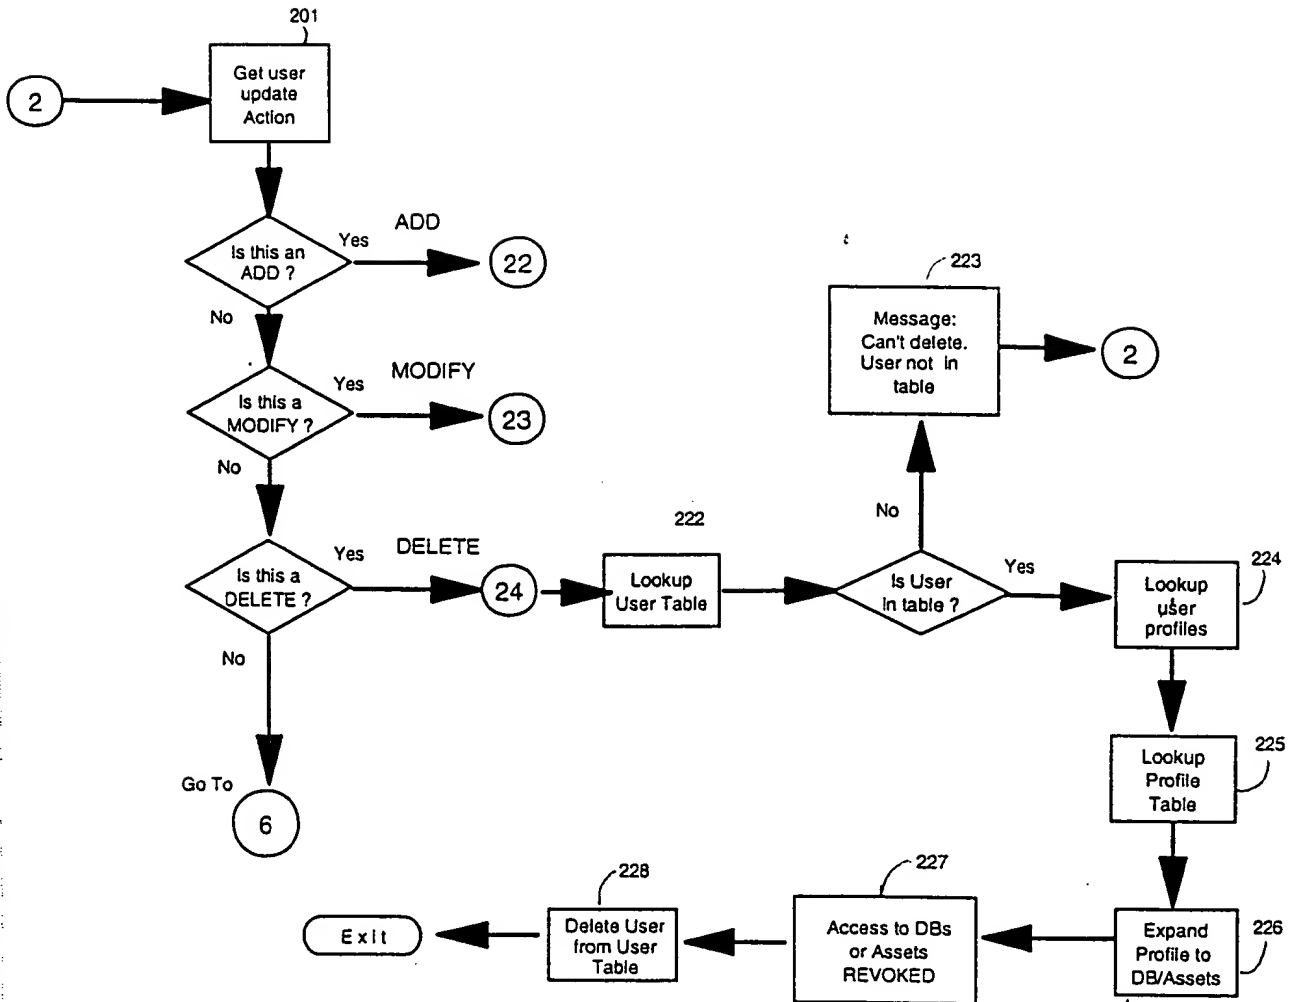 201
Get user
update
Action
2
Is this an
ADD ?
Yes
ADD
22
No
Is this a
MODIFY ?
Yes
MODIFY
23
No
Is this a
DELETE ?
Yes
DELETE
24
222
Lookup
User Table
Is User
In table ?
No
223
Message:
Can't delete.
User not in
table
2
Yes
224
Lookup
user
profiles
225
Lookup
Profile
Table
226
Expand
Profile to
DB/Assets
227
Access to DBs
or Assets
REVOKED
228
Delete User
from User
Table
Exit
No
Go To
6